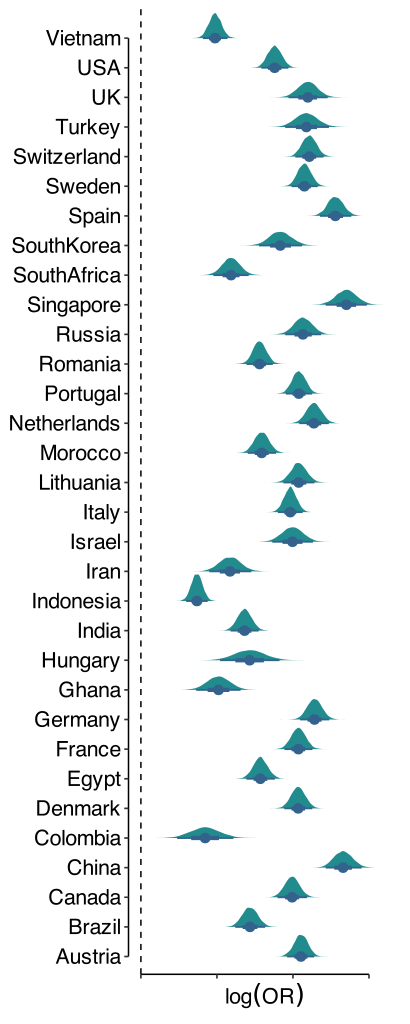 Vietnam
USA
UK
Turkey
Switzerland
Sweden
Spain
SouthKorea
SouthAfrica
Singapore
Russia
Romania
Portugal
Netherlands
Morocco
Lithuania
Italy
Israel
Iran
Indonesia
India
Hungary
Ghana
Germany
France
Egypt
Denmark
Colombia
China
Canada
Brazil
Austria
log(OR)